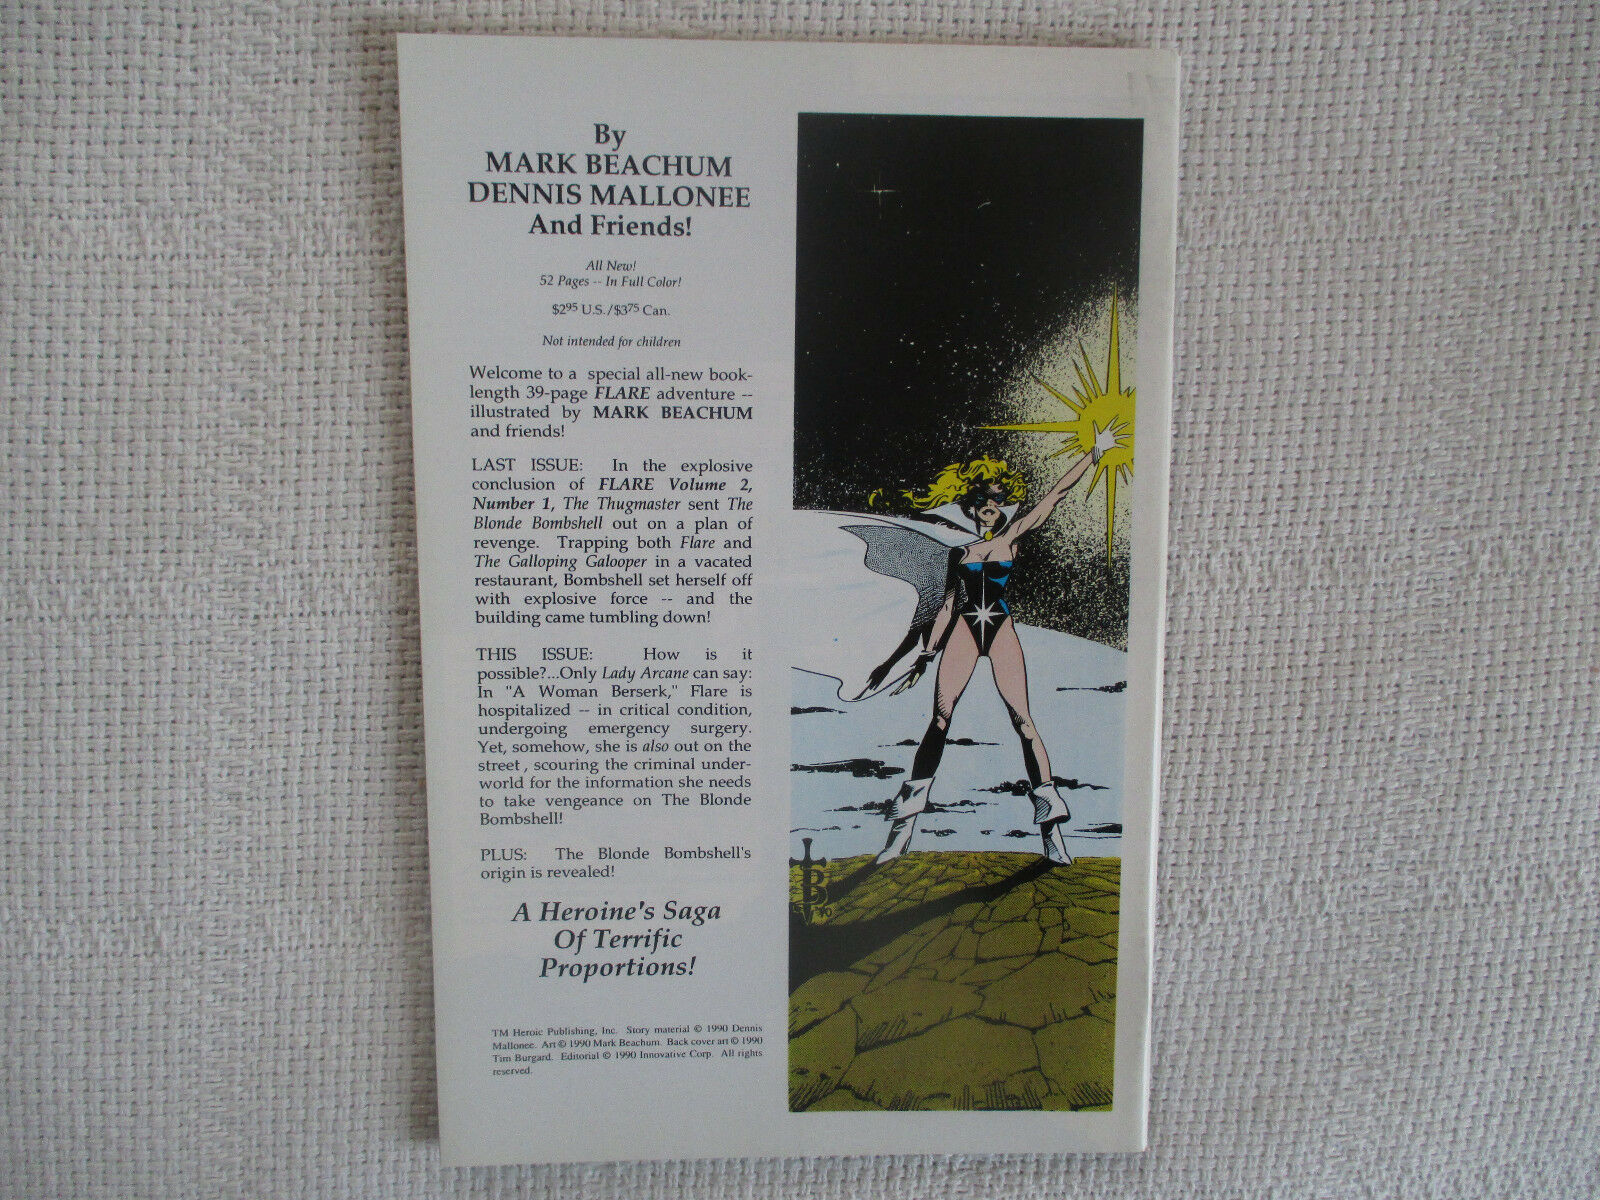 By
MARK BEACHUM
DENNIS MALLONEE
And Friends!
All New!
52 Pages -- In Full Color!
$2.95 U.S./$3.75 Can.
Not intended for children
Welcome to a special all-new book-
length 39-page FLARE adventure --
illustrated by MARK BEACHUM
and friends!
LAST ISSUE: In the explosive
conclusion of FLARE Volume 2,
Number 1, The Thugmaster sent The
Blonde Bombshell out on a plan of
revenge. Trapping both Flare and
The Galloping Galooper in a vacated
restaurant, Bombshell set herself off
with explosive force -- and the
building came tumbling down!
THIS ISSUE: How is it
possible?...Only Lady Arcane can say:
In "A Woman Berserk," Flare is
hospitalized -- in critical condition,
undergoing emergency surgery.
Yet, somehow, she is also out on the
street , scouring the criminal under-
world for the information she needs
to take vengeance on The Blonde
Bombshell!
PLUS: The Blonde Bombshell's
origin is revealed!
A Heroine's Saga
Of Terrific
Proportions!
TM Heroic Publishing, Inc. Story material © 1990 Dennis
Mallonee. Art © 1990 Mark Beachum. Back cover art © 1990
Tim Burgard. Editorial © 1990 Innovative Corp. All rights
reserved.